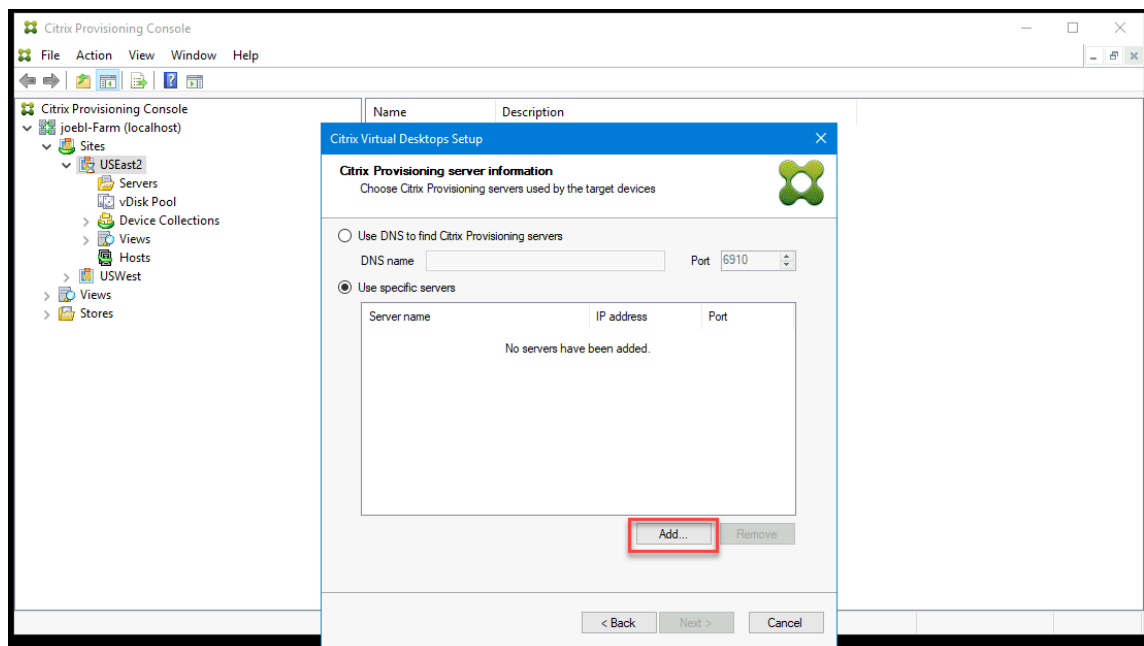 Citrix Provisioning Console
File Action View Window Help
Citrix Provisioning Console
joebl-Farm (localhost)
Sites
USEast2
Servers
vDisk Pool
Device Collections
Views
Hosts
USWest
Views
Stores
Name Description
Citrix Virtual Desktops Setup
Citrix Provisioning server information
Choose Citrix Provisioning servers used by the target devices
Use DNS to find Citrix Provisioning servers
DNS name Port 6910
Use specific servers
Server name IP address Port
No servers have been added.
Add... Remove
< Back Next > Cancel